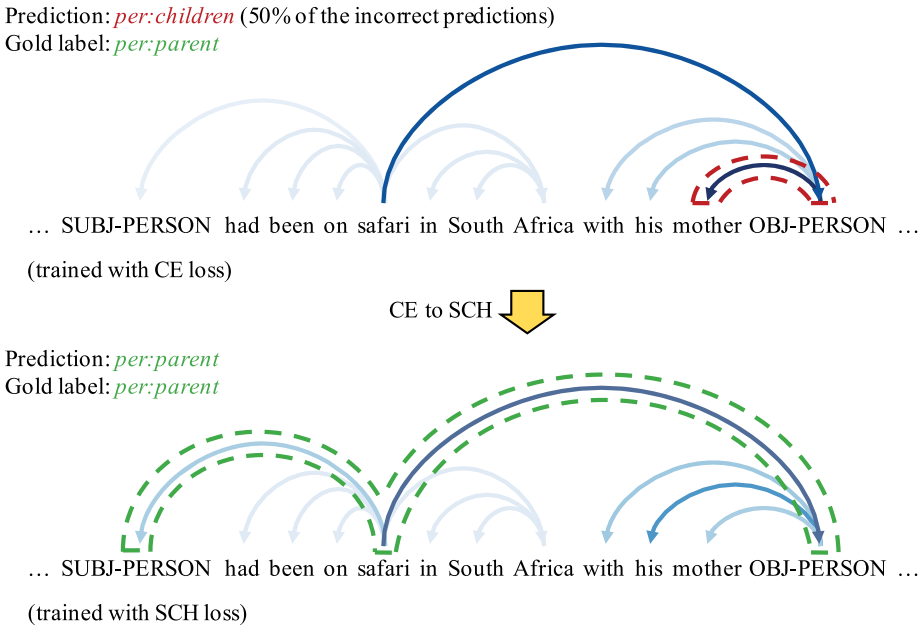 Prediction: per:children (50% of the incorrect predictions)
Gold label: per:parent
… SUBJ-PERSON had been on safari in South Africa with his mother OBJ-PERSON …
(trained with CE loss)
CE to SCH
Prediction: per:parent
Gold label: per:parent
… SUBJ-PERSON had been on safari in South Africa with his mother OBJ-PERSON …
(trained with SCH loss)